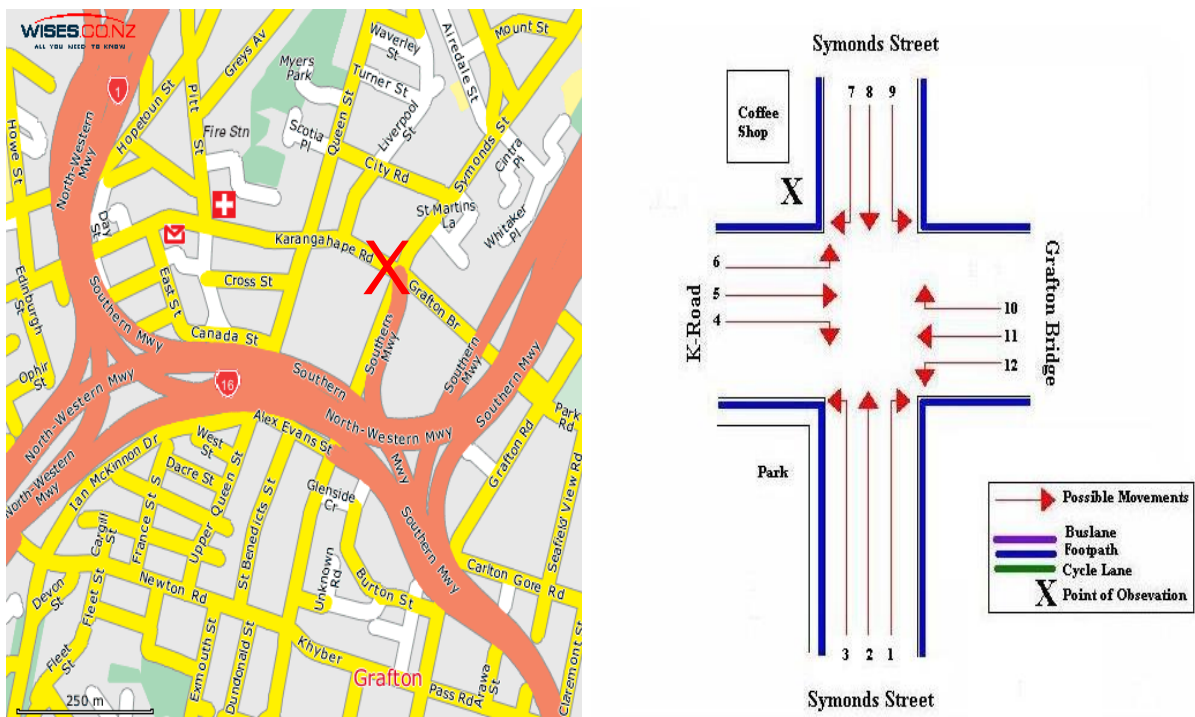 WISES.CO.NZ
ALL YOU NEED TO KNOW
1
North-Western
Mwy
Howe St
Hopetoun St
Pitt
St
Greys Av
Myers
Park
Fire Stn
Queen St
Waverley
St
Turner St
Airedale St
Mount St
Scotia
Pl
Liverpool
St
City Rd
Symonds St
Cintra
Pl
St Martins
La
Whitaker
Pl
Day
St
Karangahape Rd
X
Grafton Br
Cross St
East St
Canada St
Edinburgh
St
Southern
Mwy
Southern
Mwy
Southern
Mwy
Southern Mwy
Ophir
St
16
Southern
North-Western Mwy
Mwy
North-Western Mwy
North-Western
Mwy
Park
Rd
Alex Evans St
Ian McKinnon Dr
West
St
Dacre St
Grafton Rd
Glenside
Cr
Southern Mwy
Seafield View Rd
Cargill
St
France St S
Upper
Queen St
St Benedicts St
Unknown
Rd
Burton St
Carlton Gore Rd
Devon
St
Fleet St
Newton Rd
Fleet
St
Exmouth St
Dundonald St
Khyber
Pass Rd
Grafton
Arawa
St
Claremont St
250 m
Symonds Street
Coffee
Shop
X
7 8 9
6
5
4
K-Road
10
11
12
Grafton Bridge
Park
3 2 1
Symonds Street
Possible Movements
Buslane
Footpath
Cycle Lane
X Point of Obsevation